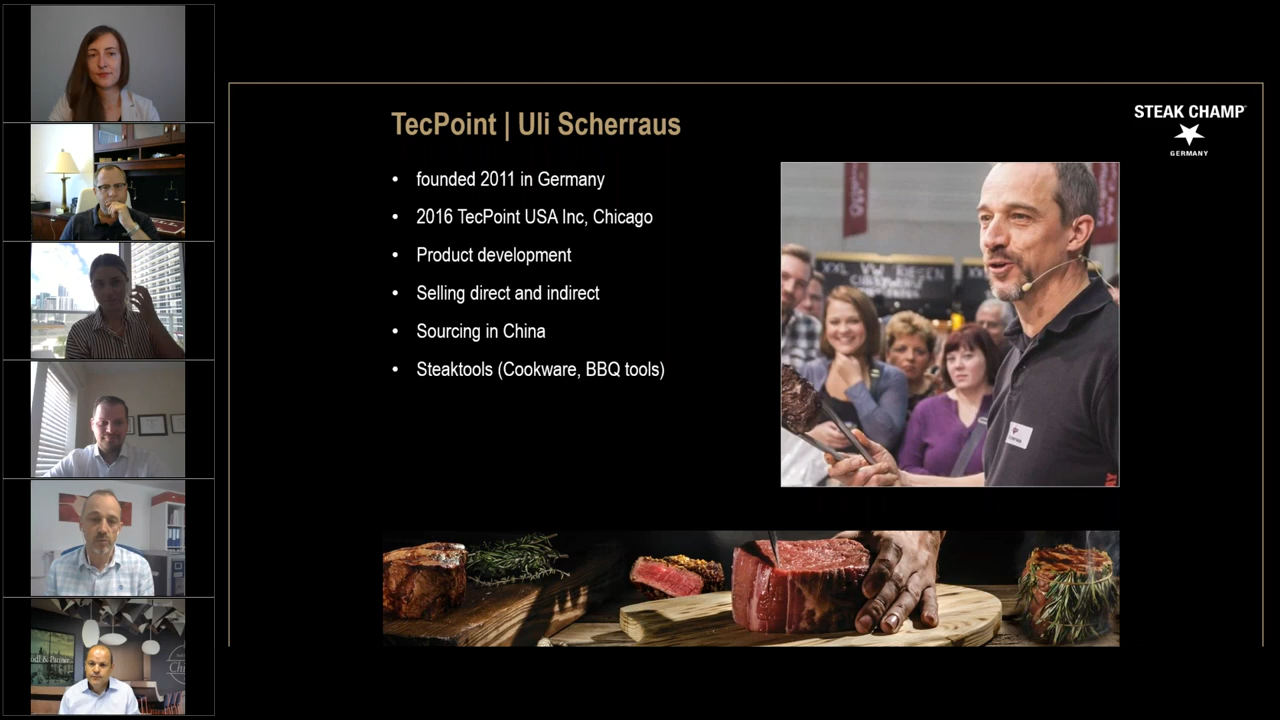 TecPoint | Uli Scherraus
STEAK CHAMP
GERMANY
• founded 2011 in Germany
• 2016 TecPoint USA Inc, Chicago
• Product development
• Selling direct and indirect
• Sourcing in China
• Steaktools (Cookware, BBQ tools)